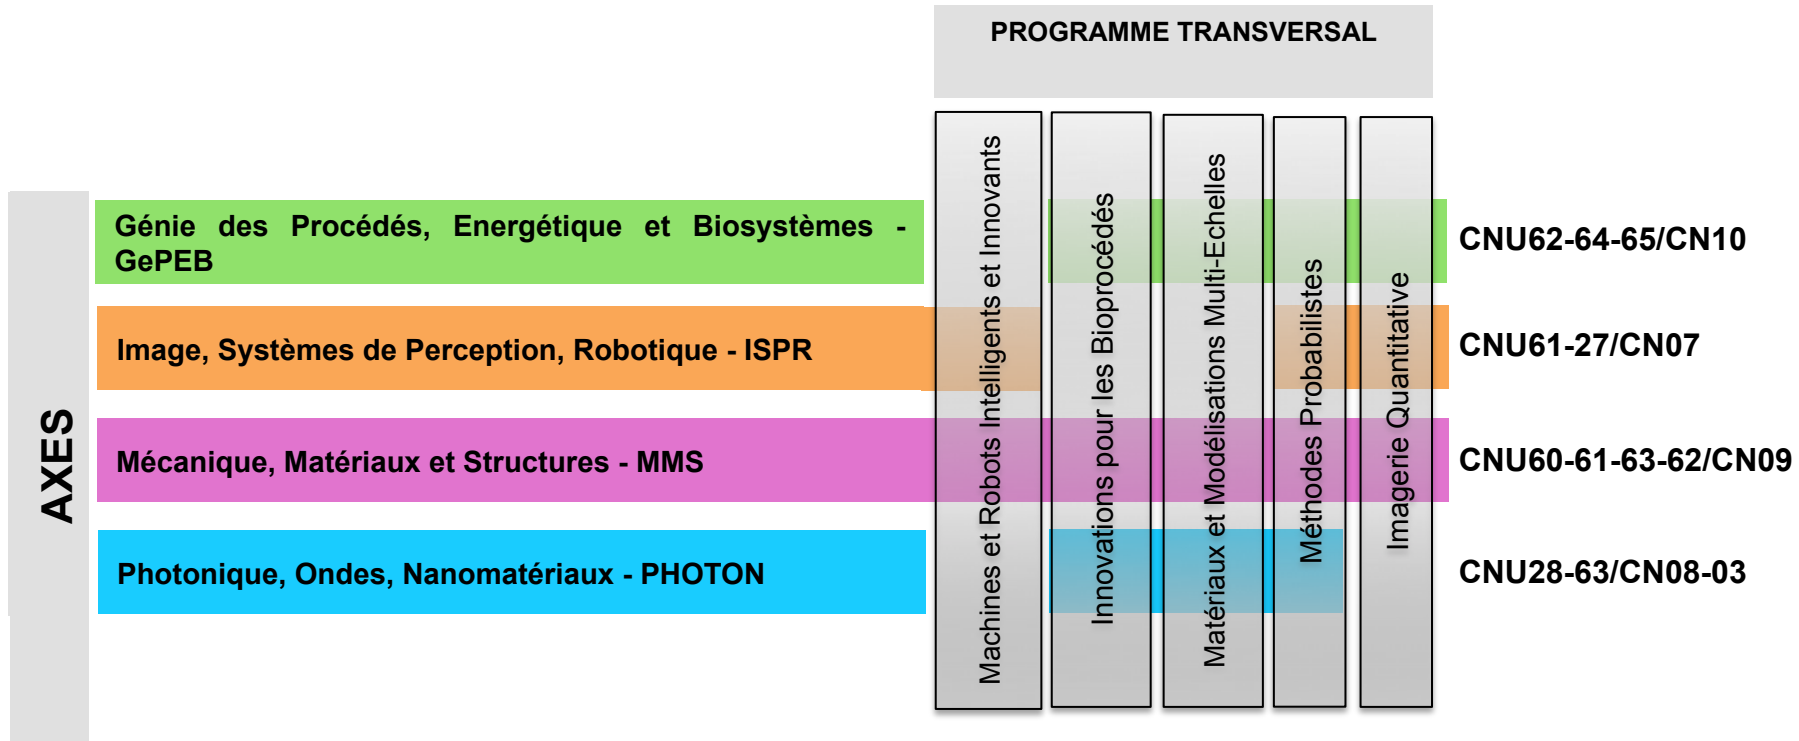 PROGRAMME TRANSVERSAL
Machines et Robots Intelligents et Innovants
Innovations pour les Bioprocédés
Matériaux et Modélisations Multi-Echelles
Méthodes Probabilistes
Imagerie Quantitative
AXES
Génie des Procédés, Energétique et Biosystèmes -
GePEB
CNU62-64-65/CN10
Image, Systèmes de Perception, Robotique - ISPR
CNU61-27/CN07
Mécanique, Matériaux et Structures - MMS
CNU60-61-63-62/CN09
Photonique, Ondes, Nanomatériaux - PHOTON
CNU28-63/CN08-03